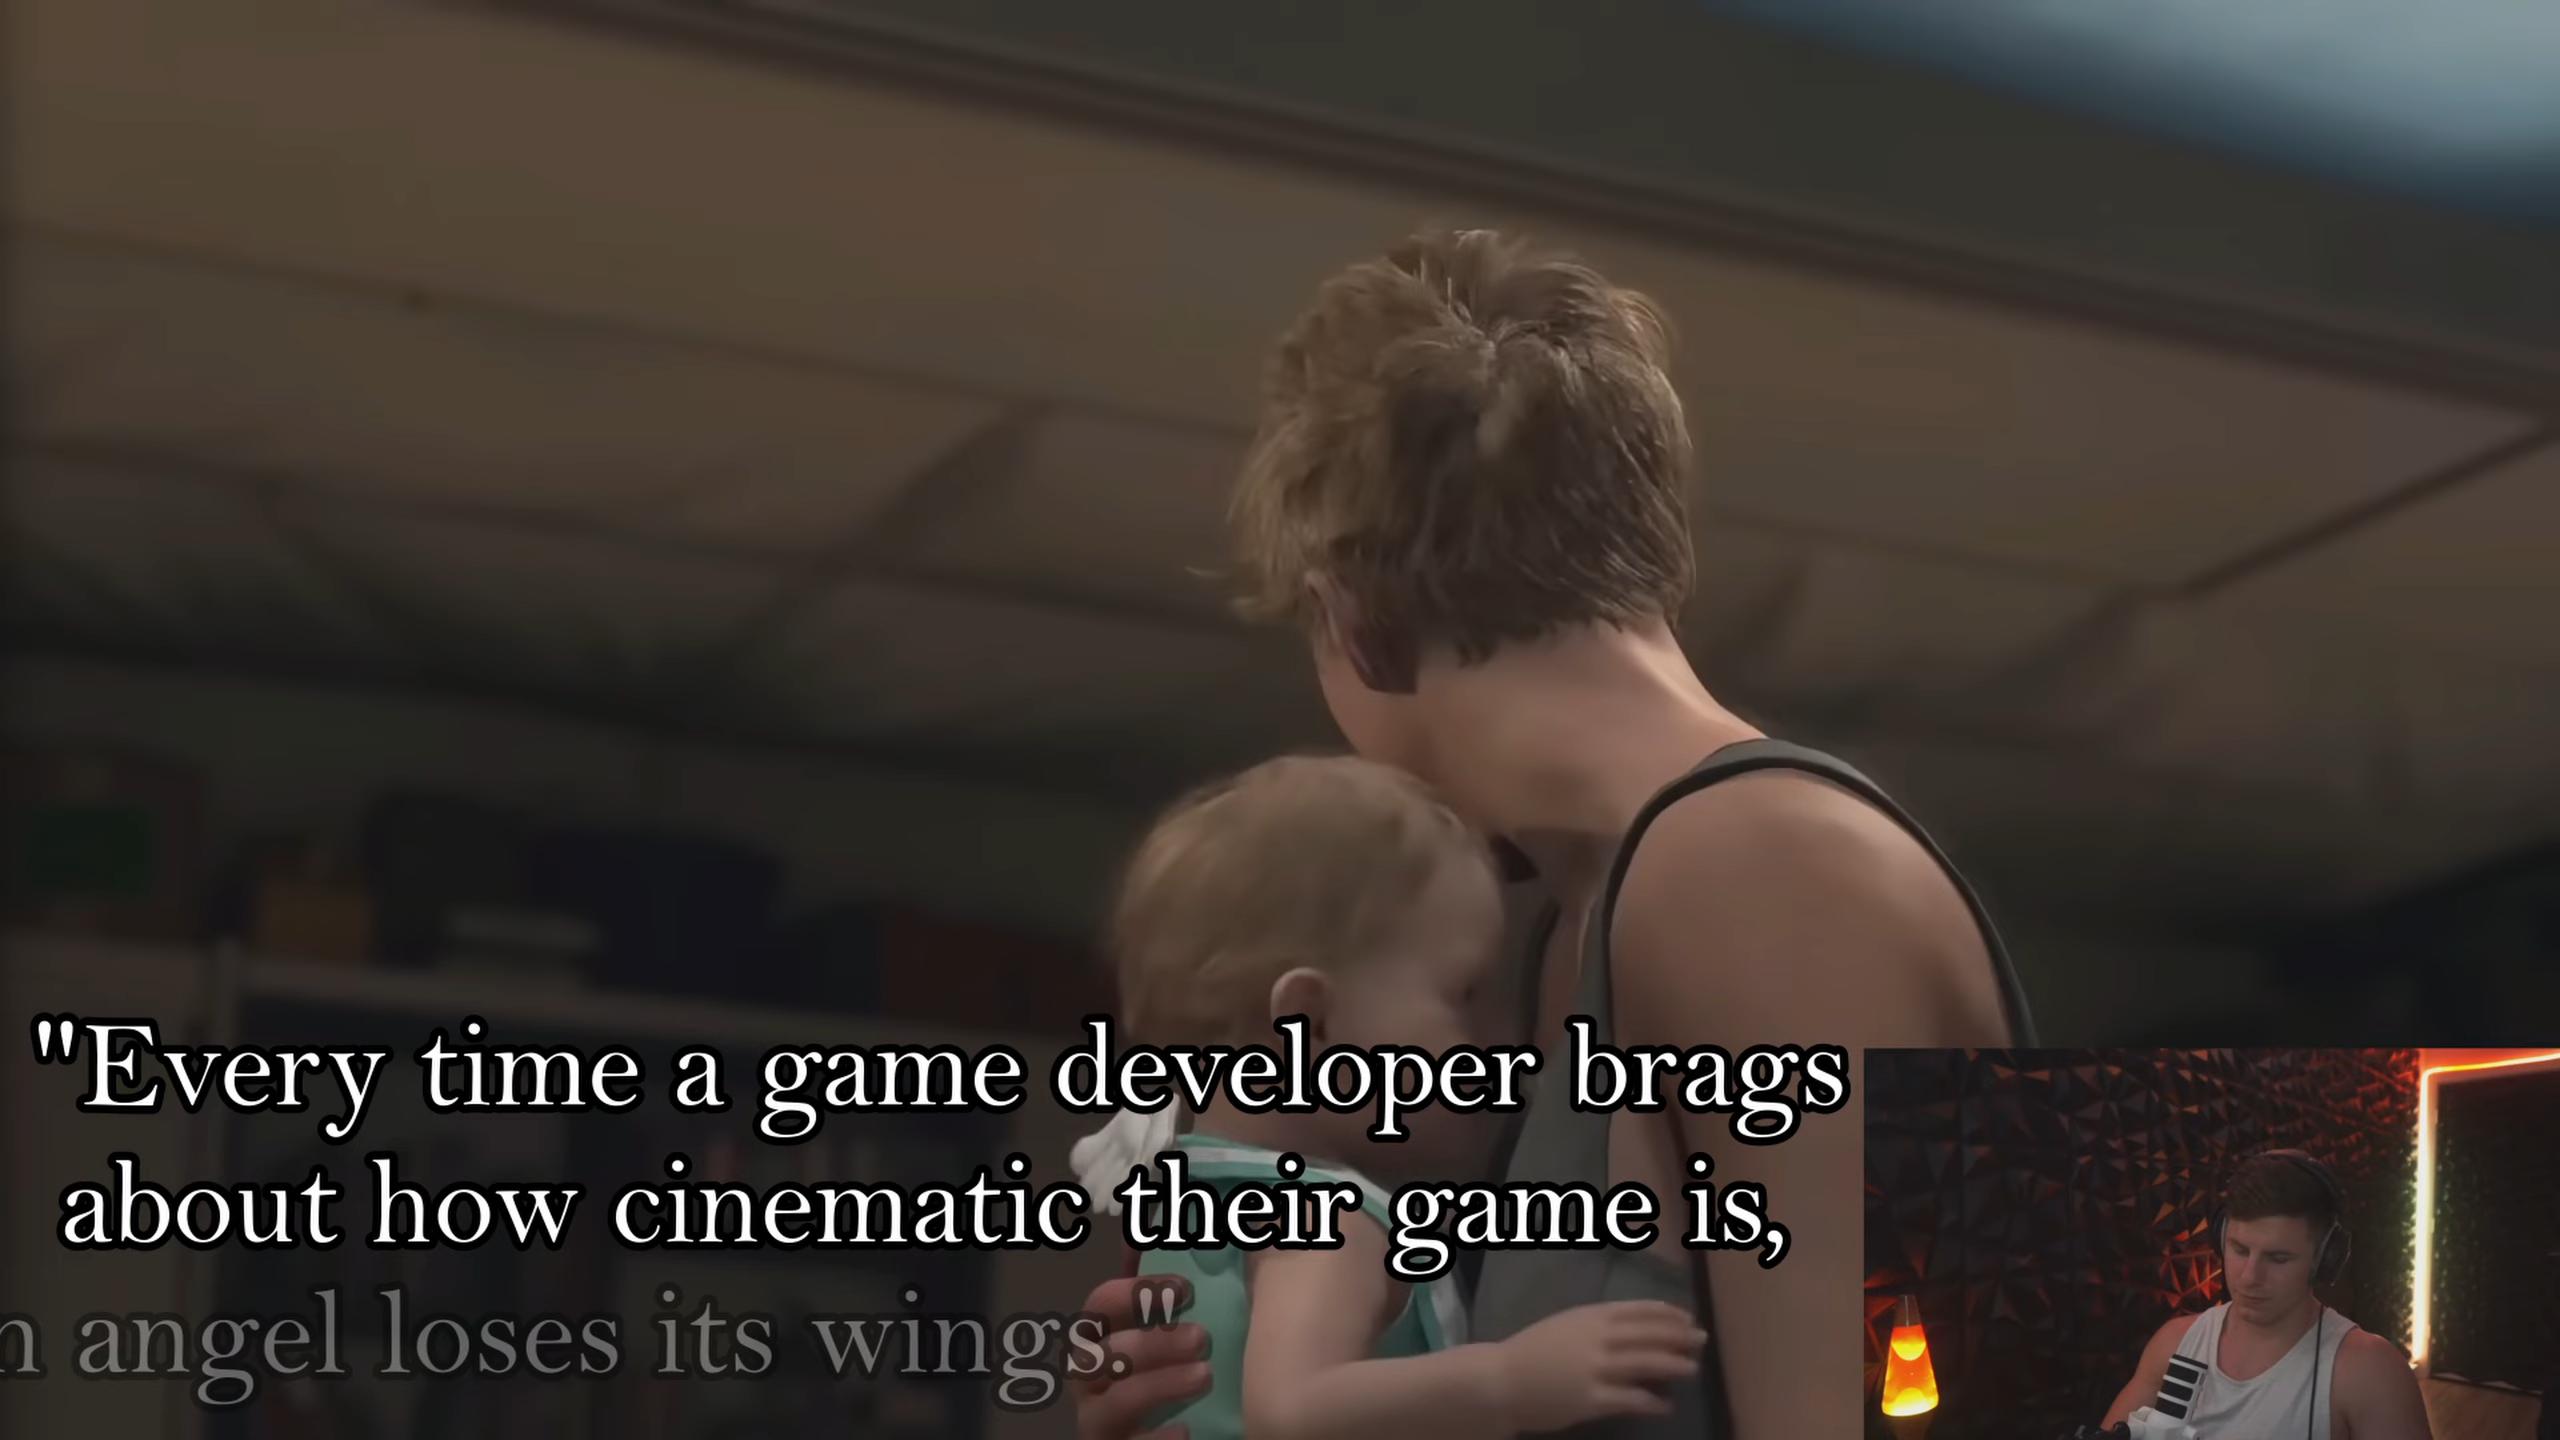 "Every time a game developer brags
about how cinematic their game is,
n angel loses its wings."